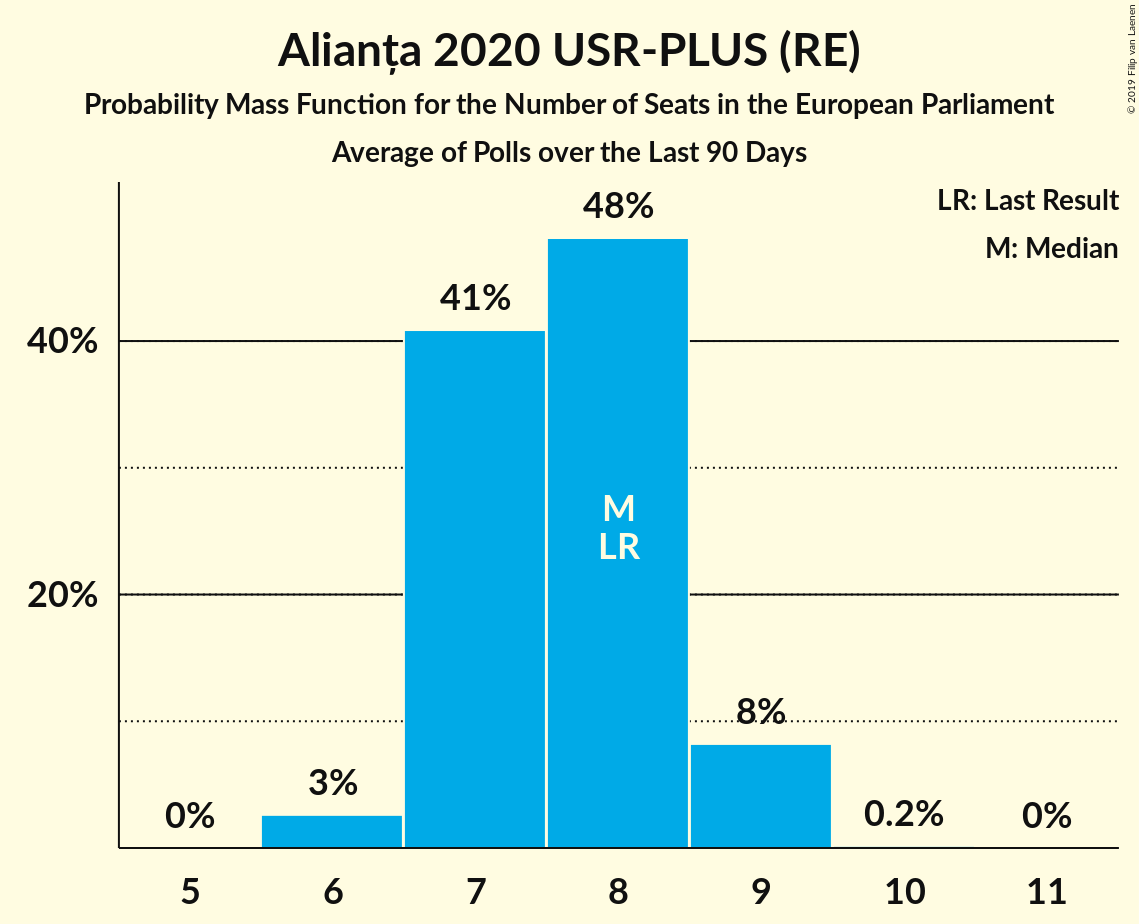 Alianța 2020 USR-PLUS (RE)
Probability Mass Function for the Number of Seats in the European Parliament
Average of Polls over the Last 90 Days
© 2019 Filip van Laenen
LR: Last Result
M: Median
48%
41%
40%
M
LR
20%
8%
3%
0%
0.2%
0%
5 6 7 8 9 10 11